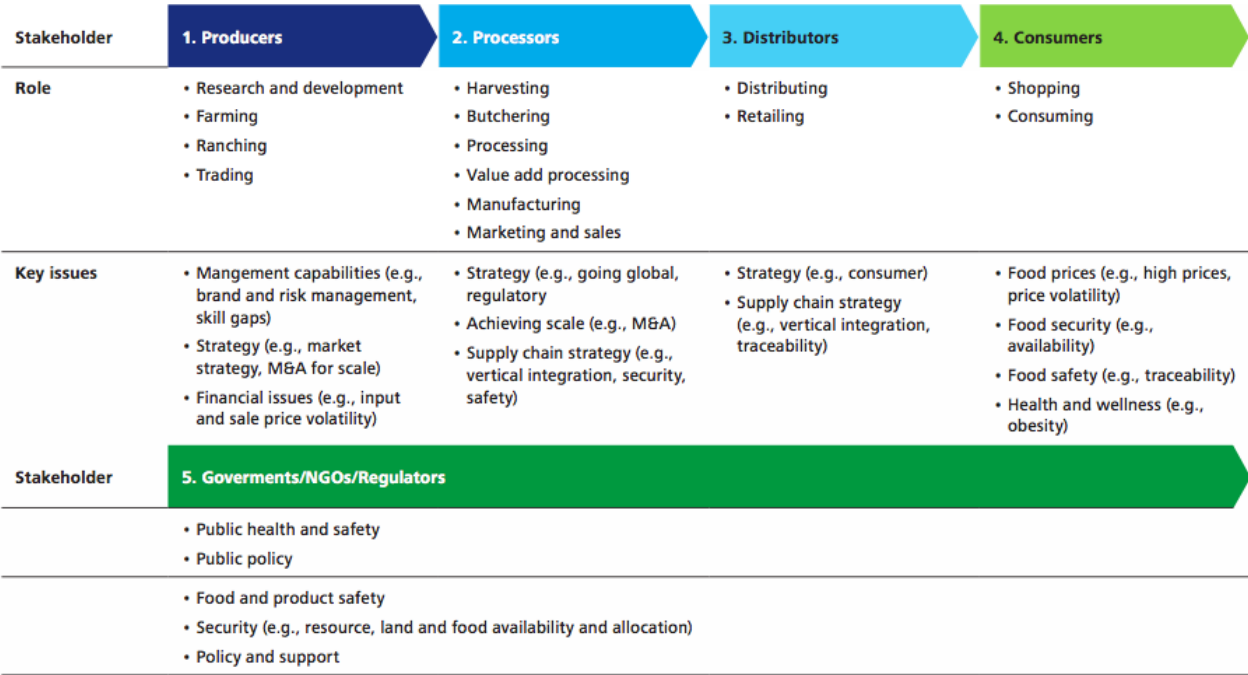 Stakeholder
1. Producers
2. Processors
3. Distributors
4. Consumers
Role
• Research and development
• Farming
• Ranching
• Trading
• Harvesting
• Butchering
• Processing
• Value add processing
• Manufacturing
• Marketing and sales
• Distributing
• Retailing
• Shopping
• Consuming
Key issues
• Mangement capabilities (e.g.,
brand and risk management,
skill gaps)
• Strategy (e.g., market
strategy, M&A for scale)
• Financial issues (e.g., input
and sale price volatility)
• Strategy (e.g., going global,
regulatory
• Achieving scale (e.g., M&A)
• Supply chain strategy (e.g.,
vertical integration, security,
safety)
• Strategy (e.g., consumer)
• Supply chain strategy
(e.g., vertical integration,
traceability)
• Food prices (e.g., high prices,
price volatility)
• Food security (e.g.,
availability)
• Food safety (e.g., traceability)
• Health and wellness (e.g.,
obesity)
Stakeholder
5. Goverments/NGOs/Regulators
• Public health and safety
• Public policy
• Food and product safety
• Security (e.g., resource, land and food availability and allocation)
• Policy and support